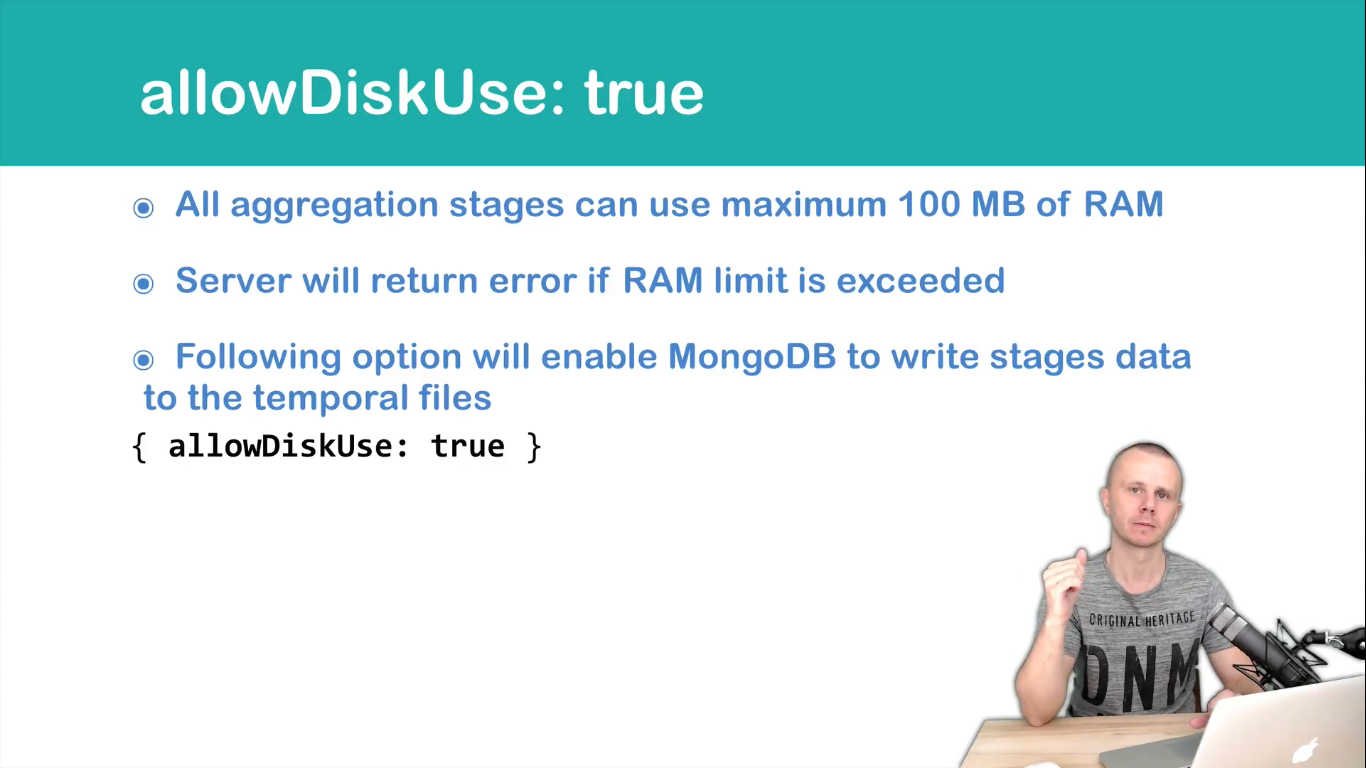 allowDiskUse: true
All aggregation stages can use maximum 100 MB of RAM
Server will return error if RAM limit is exceeded
Following option will enable MongoDB to write stages data
to the temporal files
{ allowDiskUse: true }
ORIGINAL HERITAGE
DNM